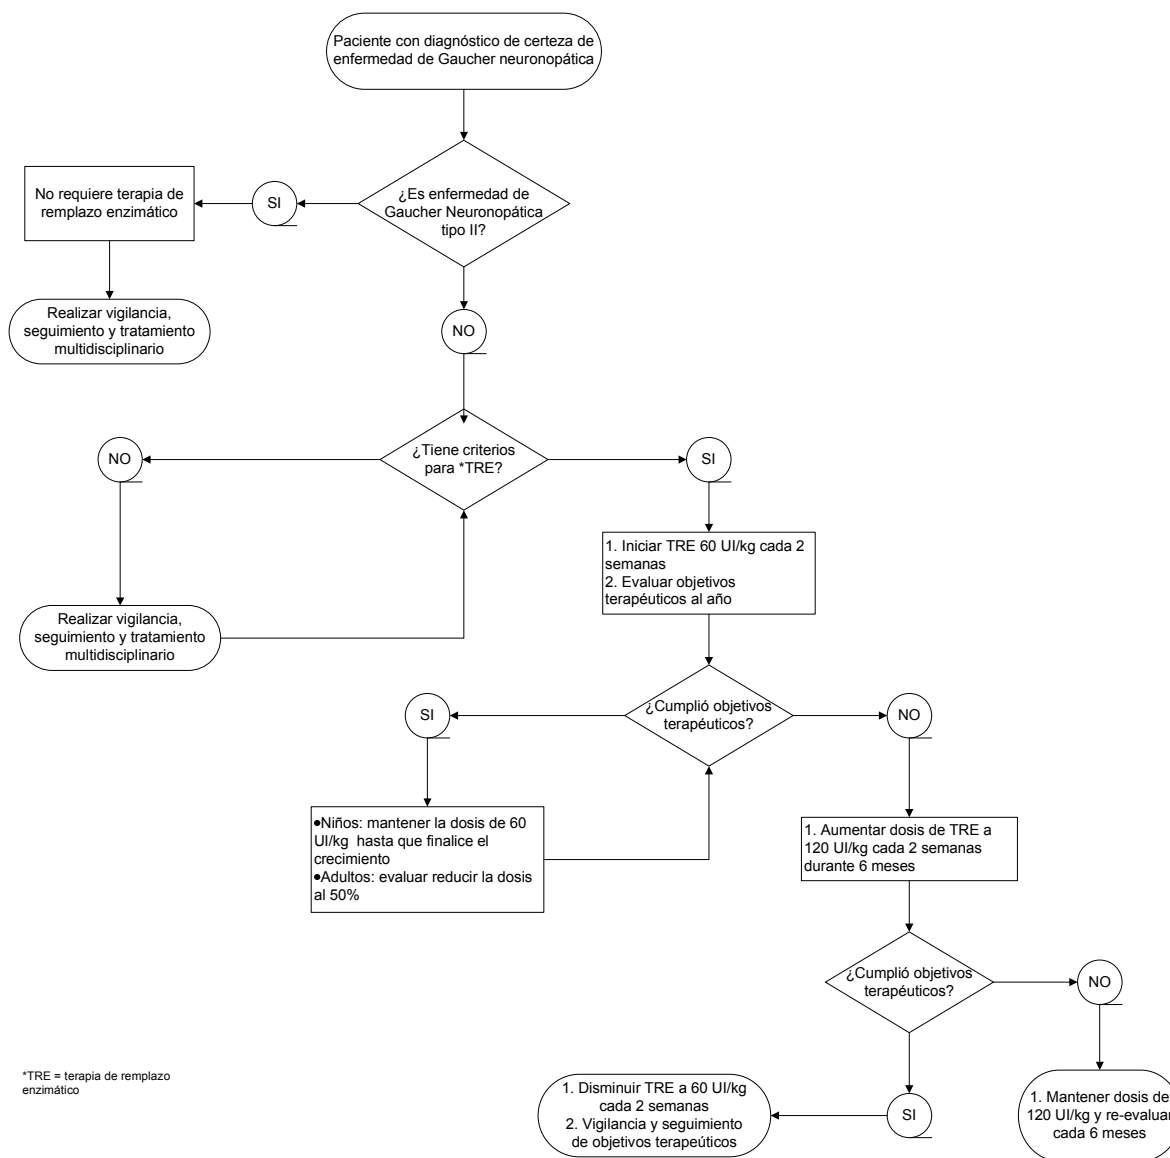 Paciente con diagnóstico de certeza de
enfermedad de Gaucher neuronopática
¿Es enfermedad de
Gaucher Neuronopática
tipo II?
SI
No requiere terapia de
remplazo enzimático
Realizar vigilancia,
seguimiento y tratamiento
multidisciplinario
NO
¿Tiene criterios
para *TRE?
NO
SI
Realizar vigilancia,
seguimiento y tratamiento
multidisciplinario
1. Iniciar TRE 60 UI/kg cada 2
semanas
2. Evaluar objetivos
terapéuticos al año
¿Cumplió objetivos
terapéuticos?
SI
NO
●Niños: mantener la dosis de 60
UI/kg hasta que finalice el
crecimiento
●Adultos: evaluar reducir la dosis
al 50%
1. Aumentar dosis de TRE a
120 UI/kg cada 2 semanas
durante 6 meses
¿Cumplió objetivos
terapéuticos?
NO
SI
1. Disminuir TRE a 60 UI/kg
cada 2 semanas
2. Vigilancia y seguimiento
de objetivos terapeúticos
1. Mantener dosis de
120 UI/kg y re-evaluar
cada 6 meses
*TRE = terapia de remplazo
enzimático